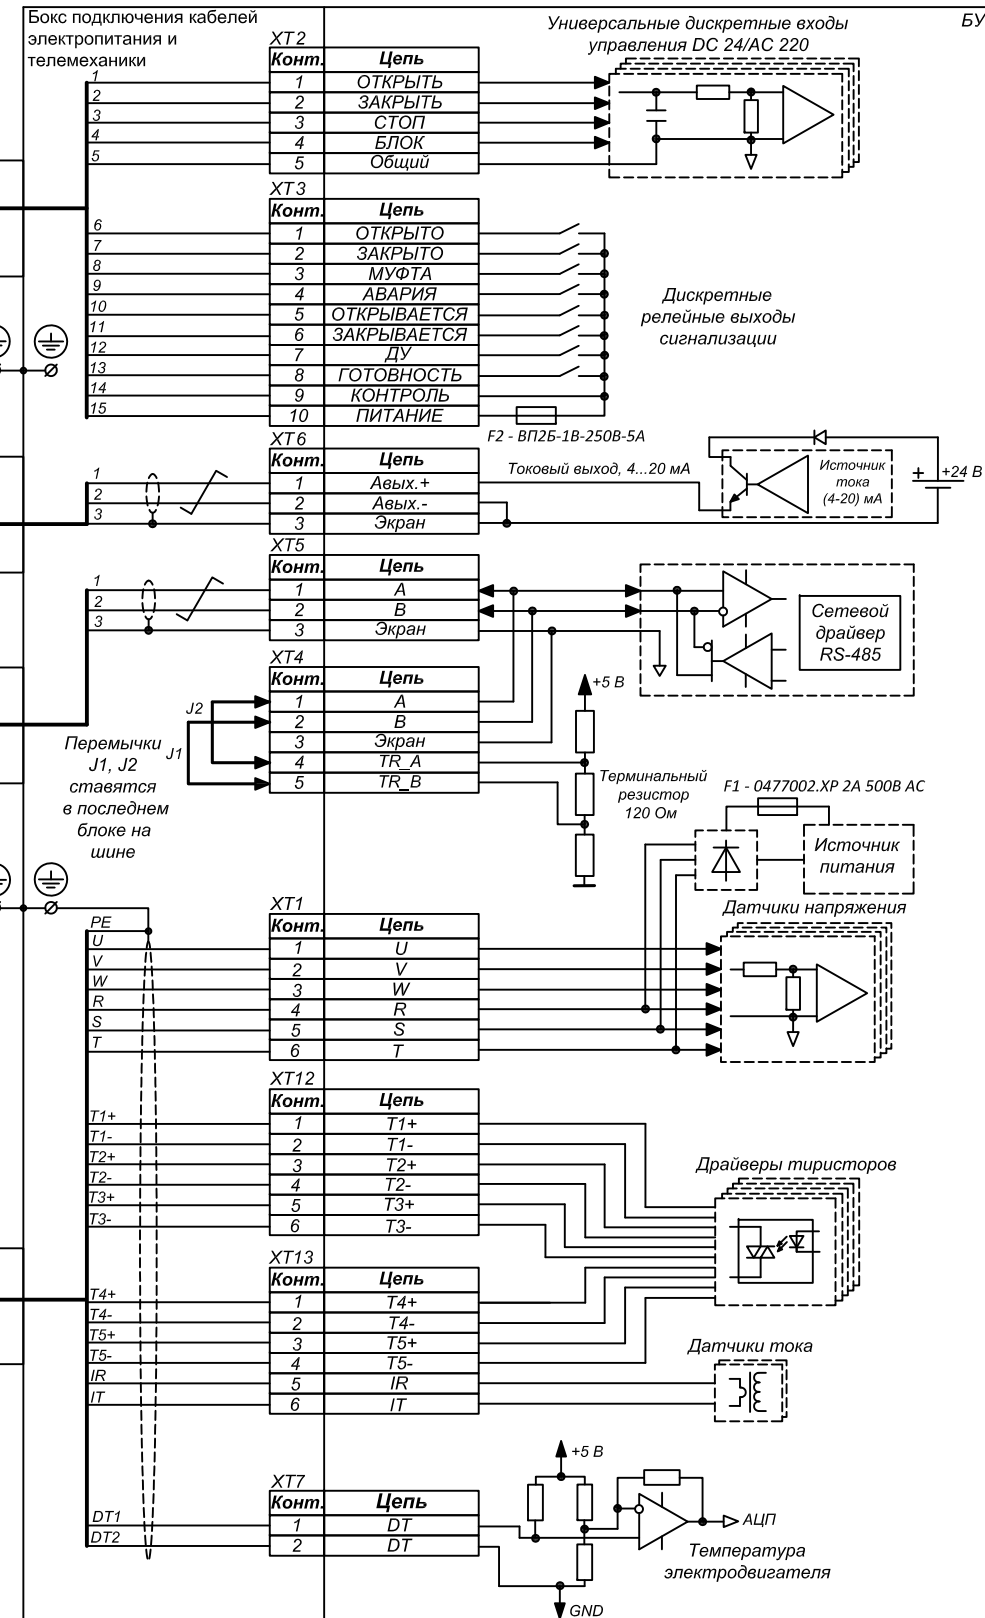 Бокс подключения кабелей
электропитания и
телемеханики
БУ
Универсальные дискретные входы
управления DC 24/AC 220
XT2
Конт. Цепь
1 1 ОТКРЫТЬ
2 2 ЗАКРЫТЬ
3 3 СТОП
4 4 БЛОК
5 5 Общий
XT3
Конт. Цепь
6 1 ОТКРЫТО
7 2 ЗАКРЫТО
8 3 МУФТА
9 4 АВАРИЯ
10 5 ОТКРЫВАЕТСЯ
11 6 ЗАКРЫВАЕТСЯ
12 7 ДУ
13 8 ГОТОВНОСТЬ
14 9 КОНТРОЛЬ
15 10 ПИТАНИЕ
Дискретные
релейные выходы
сигнализации
F2 - ВП2Б-1В-250В-5А
XT6
Конт. Цепь
1 1 Авых.+
2 2 Авых.-
3 3 Экран
Токовый выход, 4...20 мА
Источник
тока
(4-20) мА
+
+24 В
XT5
Конт. Цепь
1 1 A
2 2 B
3 3 Экран
Сетевой
драйвер
RS-485
XT4
Конт. Цепь
1 A
2 B
3 Экран
4 TR_A
5 TR_B
J2
J1
Перемычки
J1, J2
ставятся
в последнем
блоке на
шине
+5 В
Терминальный
резистор
120 Ом
F1 - 0477002.XP 2A 500В AC
Источник
питания
Датчики напряжения
XT1
Конт. Цепь
PE
U 1 U
V 2 V
W 3 W
R 4 R
S 5 S
T 6 T
XT12
Конт. Цепь
T1+ 1 T1+
T1- 2 T1-
T2+ 3 T2+
T2- 4 T2-
T3+ 5 T3+
T3- 6 T3-
Драйверы тиристоров
XT13
Конт. Цепь
T4+ 1 T4+
T4- 2 T4-
T5+ 3 T5+
T5- 4 T5-
IR 5 IR
IT 6 IT
Датчики тока
XT7
Конт. Цепь
DT1 1 DT
DT2 2 DT
+5 В
АЦП
Температура
электродвигателя
GND